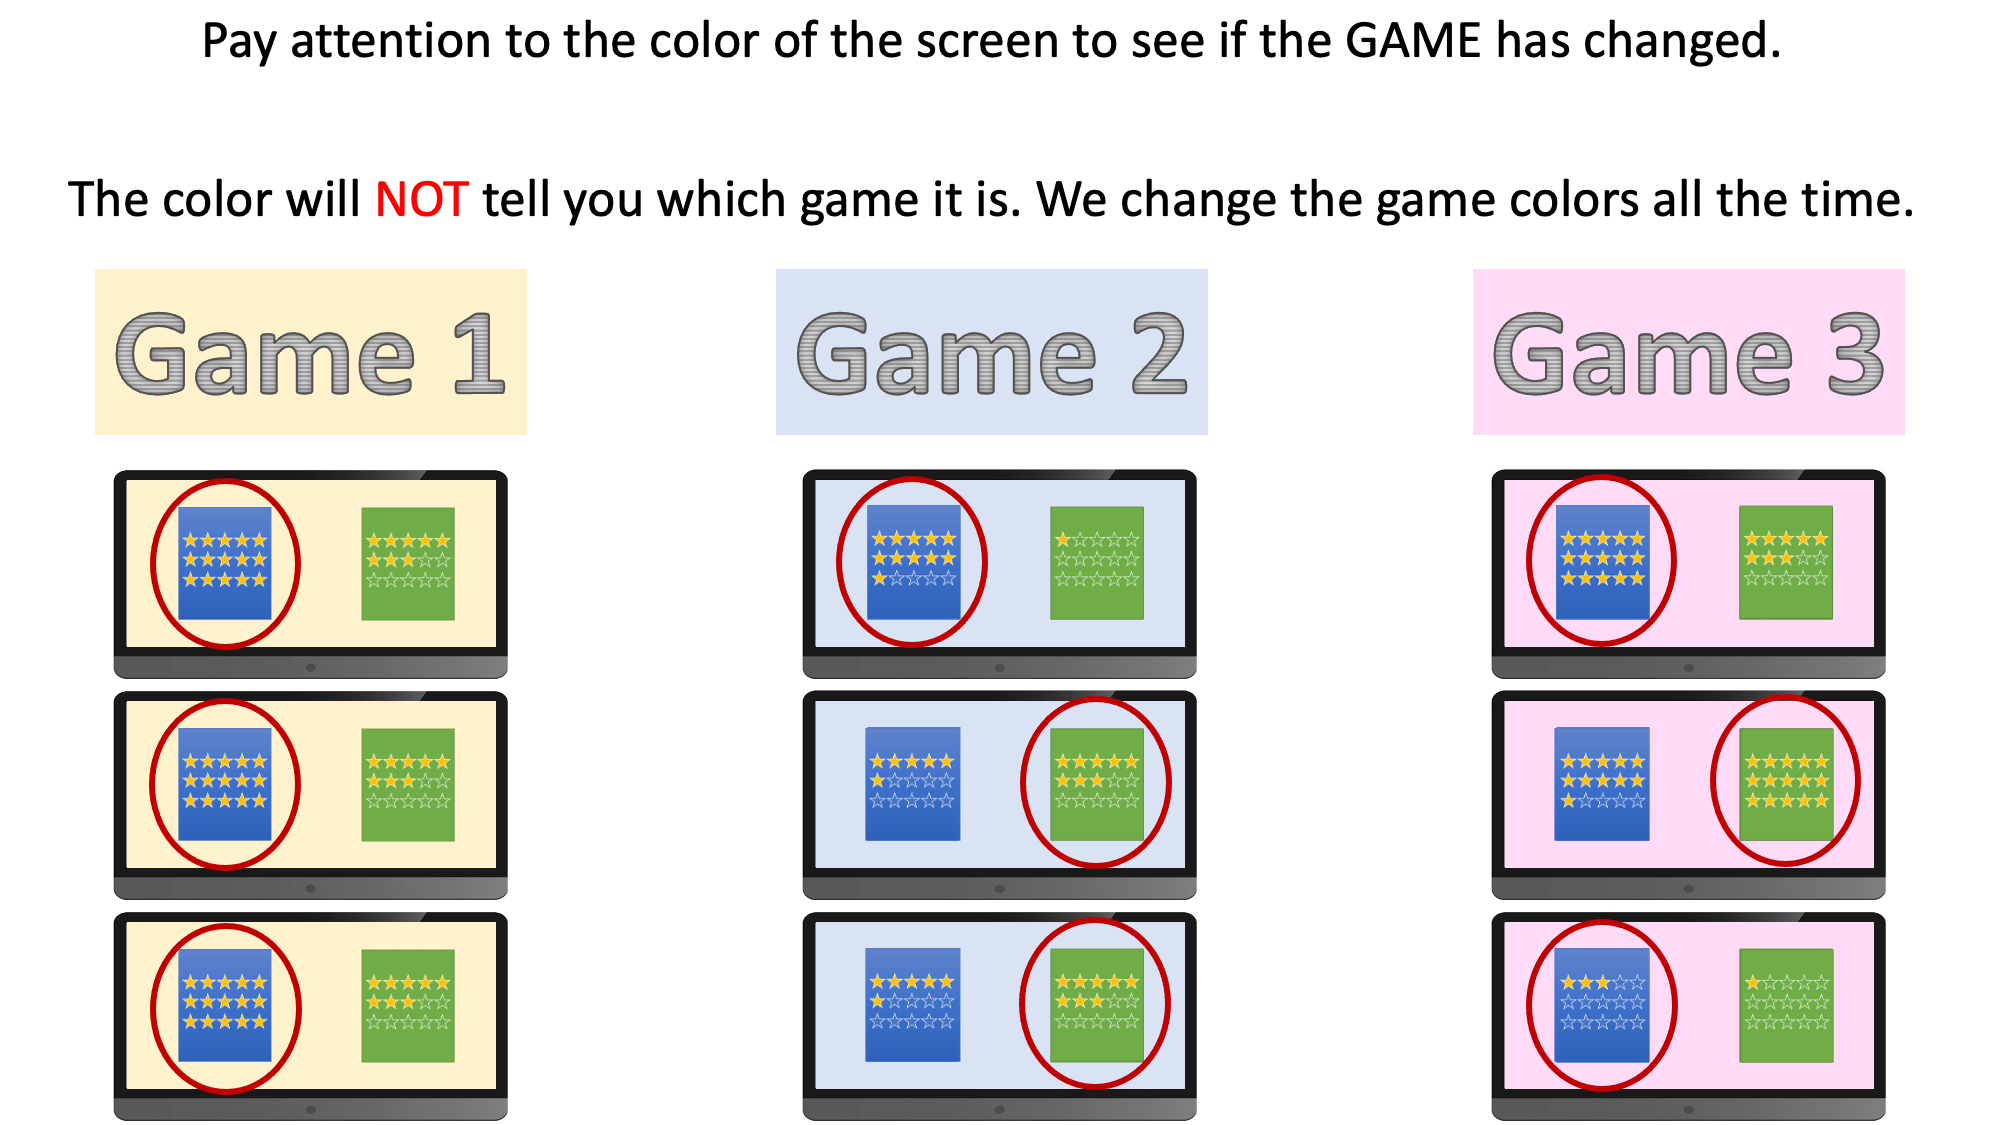 Pay attention to the color of the screen to see if the GAME has changed.
The color will NOT tell you which game it is. We change the game colors all the time.
Game 1
Game 2
Game 3